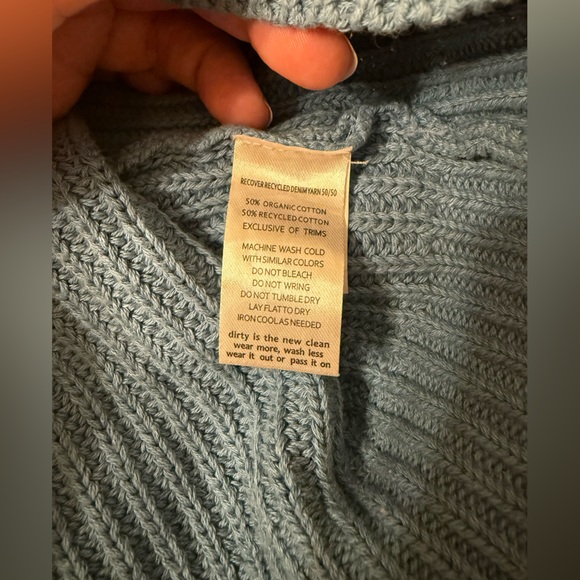 RECOVER RECYCLED DENIM YARN 50/50
50% ORGANIC COTTON
50% RECYCLED COTTON
EXCLUSIVE OF TRIMS
MACHINE WASH COLD
WITH SIMILAR COLORS
DO NOT BLEACH
DO NOT WRING
DO NOT TUMBLE DRY
LAY FLAT TO DRY
IRON COOL AS NEEDED
dirty is the new clean
wear more, wash less
wear it out or pass it on